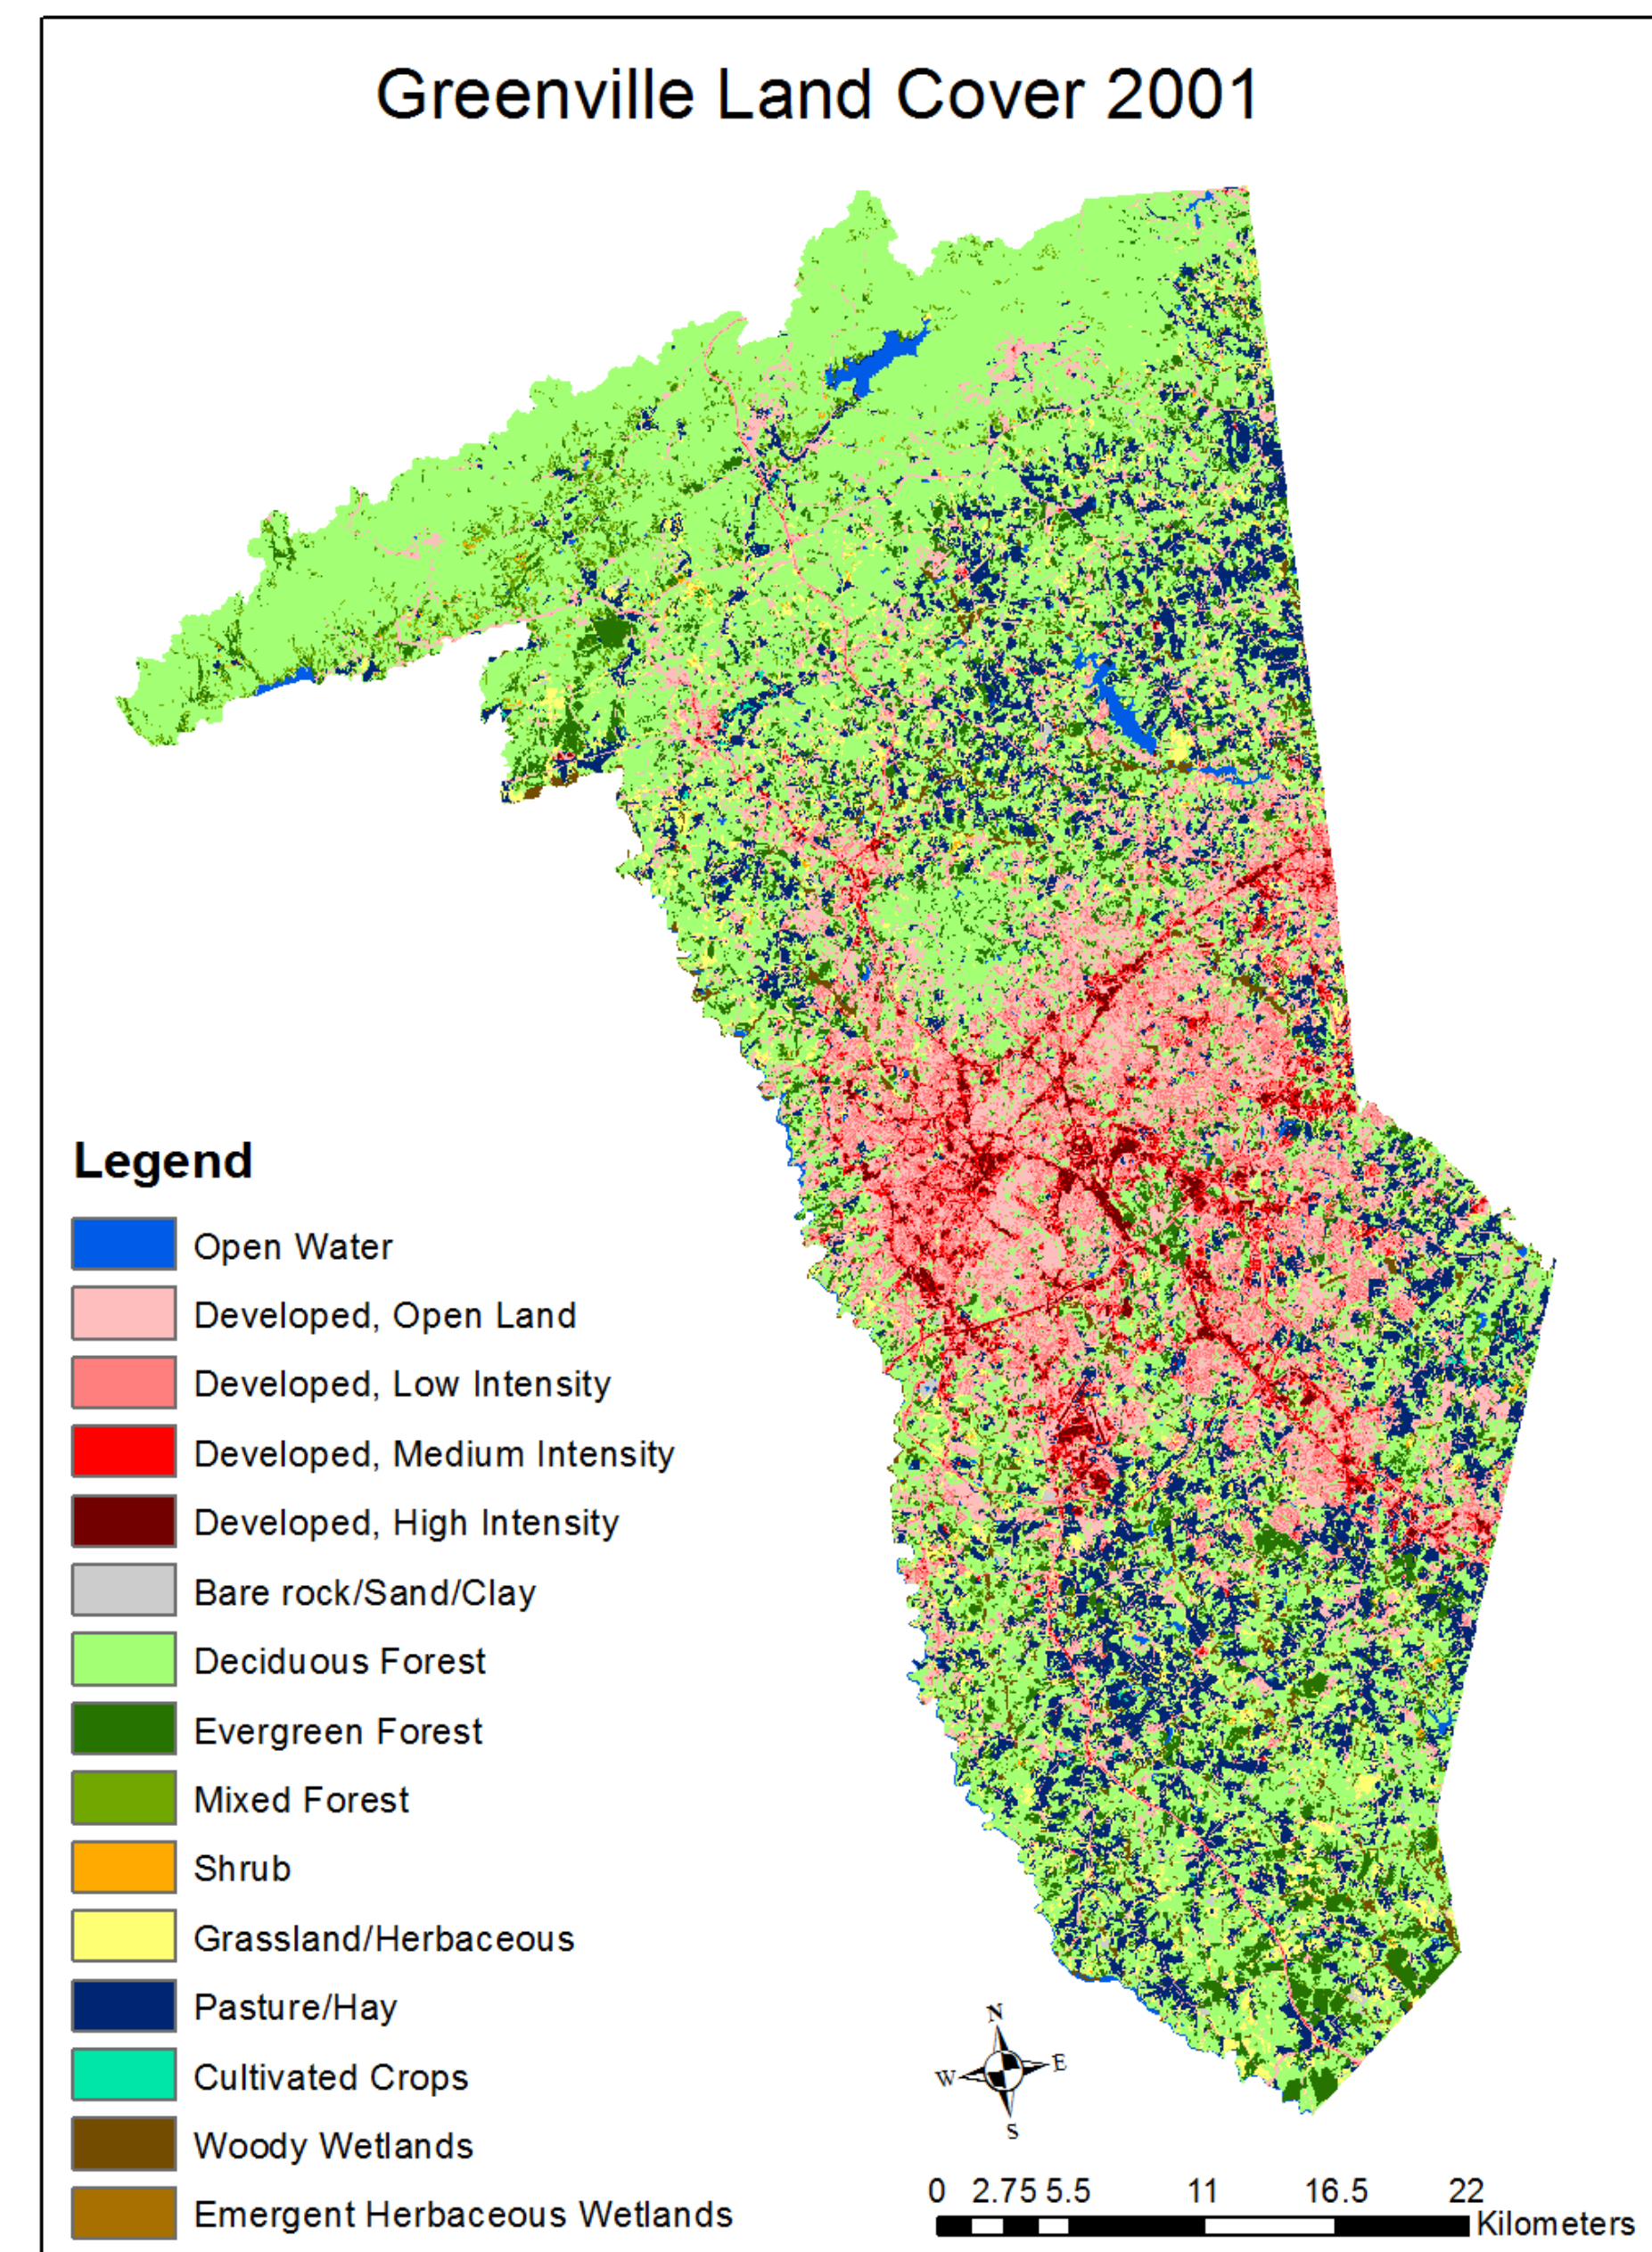 Greenville Land Cover 2001
Legend
Open Water
Developed, Open Land
Developed, Low Intensity
Developed, Medium Intensity
Developed, High Intensity
Bare rock/Sand/Clay
Deciduous Forest
Evergreen Forest
Mixed Forest
Shrub
Grassland/Herbaceous
Pasture/Hay
Cultivated Crops
Woody Wetlands
Emergent Herbaceous Wetlands
N
W E
S
0 2.75 5.5 11 16.5 22
Kilometers